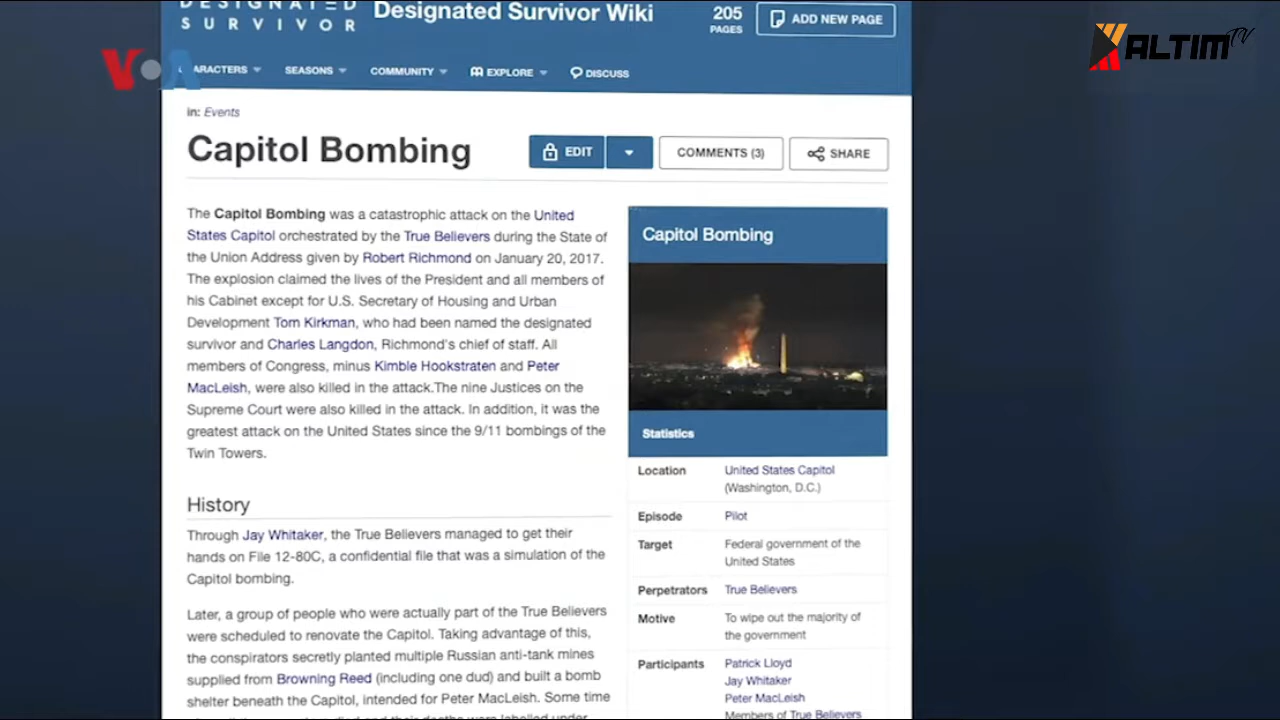 DESIGNATED
SURVIVOR
Designated Survivor Wiki
205
PAGES
ADD NEW PAGE
XALTIM TV
VOA
ARACTERS
SEASONS
COMMUNITY
EXPLORE
DISCUSS
in: Events
Capitol Bombing
EDIT
COMMENTS (3)
SHARE
The Capitol Bombing was a catastrophic attack on the United
States Capitol orchestrated by the True Believers during the State of
the Union Address given by Robert Richmond on January 20, 2017.
The explosion claimed the lives of the President and all members of
his Cabinet except for U.S. Secretary of Housing and Urban
Development Tom Kirkman, who had been named the designated
survivor and Charles Langdon, Richmond's chief of staff. All
members of Congress, minus Kimble Hookstraten and Peter
MacLeish, were also killed in the attack.The nine Justices on the
Supreme Court were also killed in the attack. In addition, it was the
greatest attack on the United States since the 9/11 bombings of the
Twin Towers.
History
Through Jay Whitaker, the True Believers managed to get their
hands on File 12-80C, a confidential file that was a simulation of the
Capitol bombing.
Later, a group of people who were actually part of the True Believers
were scheduled to renovate the Capitol. Taking advantage of this,
the conspirators secretly planted multiple Russian anti-tank mines
supplied from Browning Reed (including one dud) and built a bomb
shelter beneath the Capitol, intended for Peter MacLeish. Some time
Capitol Bombing
Statistics
Location United States Capitol
(Washington, D.C.)
Episode Pilot
Target Federal government of the
United States
Perpetrators True Believers
Motive To wipe out the majority of
the government
Participants Patrick Lloyd
Jay Whitaker
Peter MacLeish
Members of True Believers